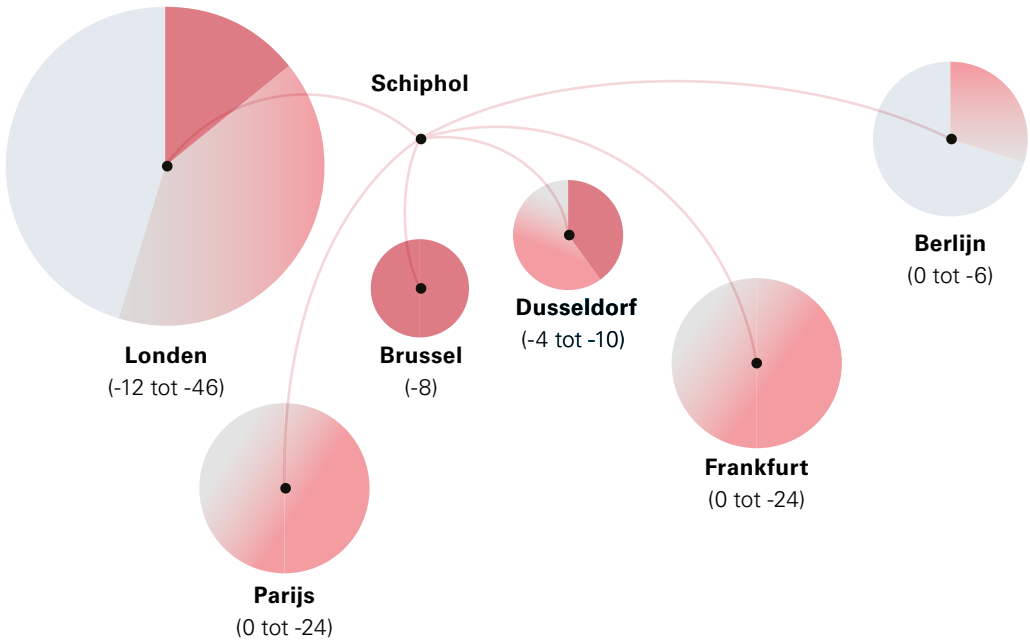 Schiphol
Berlijn
(0 tot -6)
Dusseldorf
(-4 tot -10)
Londen
(-12 tot -46)
Brussel
(-8)
Frankfurt
(0 tot -24)
Parijs
(0 tot -24)